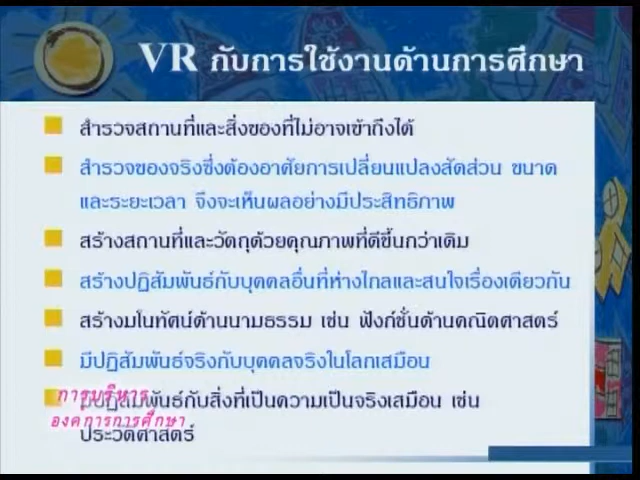 VR กับการใช้งานด้านการศึกษา
สำรวจสถานที่และสิ่งของที่ไม่อาจเข้าถึงได้
สำรวจของจริงซึ่งต้องอาศัยการเปลี่ยนแปลงสัดส่วน ขนาด
และระยะเวลา จึงจะเห็นผลอย่างมีประสิทธิภาพ
สร้างสถานที่และวัตถุด้วยคุณภาพที่ดีขึ้นกว่าเดิม
สร้างปฏิสัมพันธ์กับบุคคลอื่นที่ห่างไกลและสนใจเรื่องเดียวกัน
สร้างมโนทัศน์ด้านนามธรรม เช่น ฟังก์ชั่นด้านคณิตศาสตร์
มีปฏิสัมพันธ์จริงกับบุคคลจริงในโลกเสมือน
มีปฏิสัมพันธ์กับสิ่งที่เป็นความเป็นจริงเสมือน เช่น
ประวัติศาสตร์
การบริหาร
องค์การการศึกษา